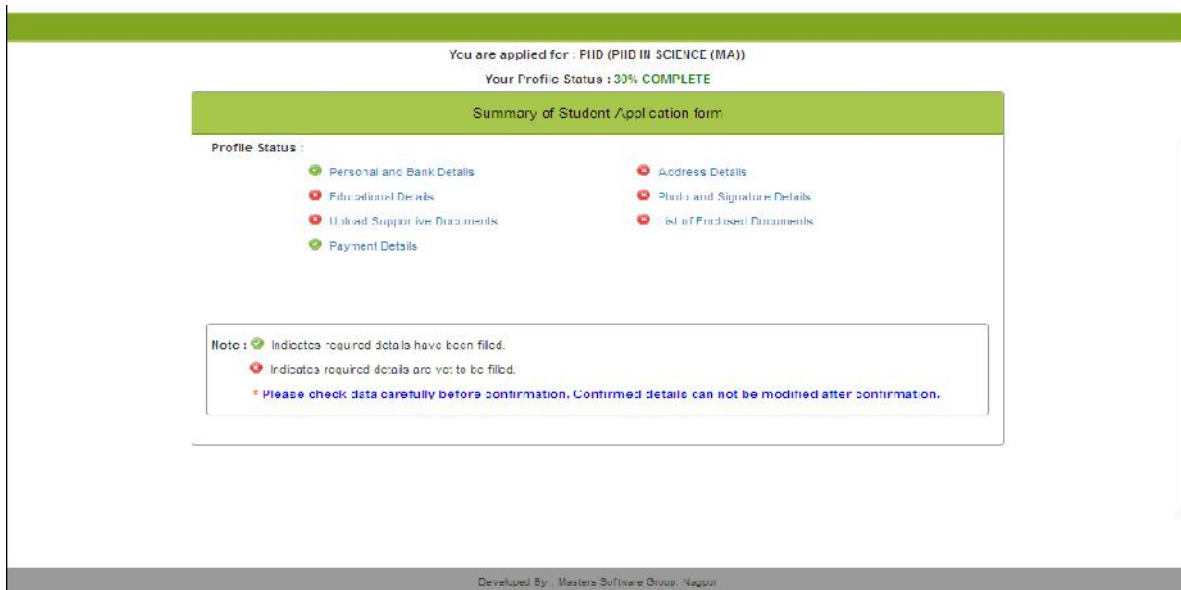 You are applied for : PHD (PHD IN SCIENCE (MA))
Your Profile Status : 30% COMPLETE
Summary of Student Application form
Profile Status :
Personal and Bank Details
Address Details
Educational Details
Photo and Signature Details
Upload Supportive Documents
List of Enclosed Documents
Payment Details
Note : Indicates required details have been filled.
Indicates required details are yet to be filled.
* Please check data carefully before confirmation, Confirmed details can not be modified after confirmation.
Developed By : Masters Software Group, Nagpur